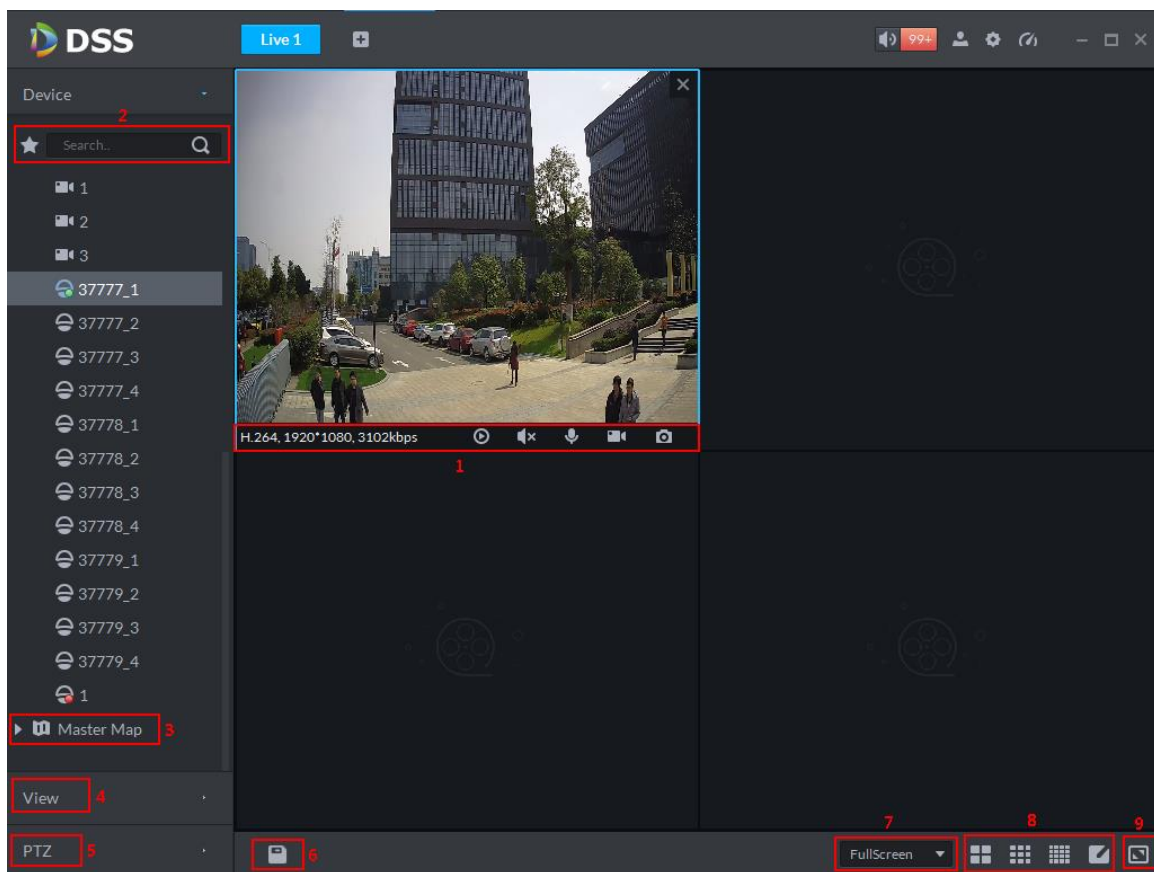 DSS
Live 1
99+
Device
2
Search..
1
2
3
37777_1
37777_2
37777_3
37777_4
37778_1
37778_2
37778_3
37778_4
37779_1
37779_2
37779_3
37779_4
1
Master Map 3
View 4
PTZ 5
H.264, 1920*1080, 3102kbps
1
6
7
FullScreen
8
9